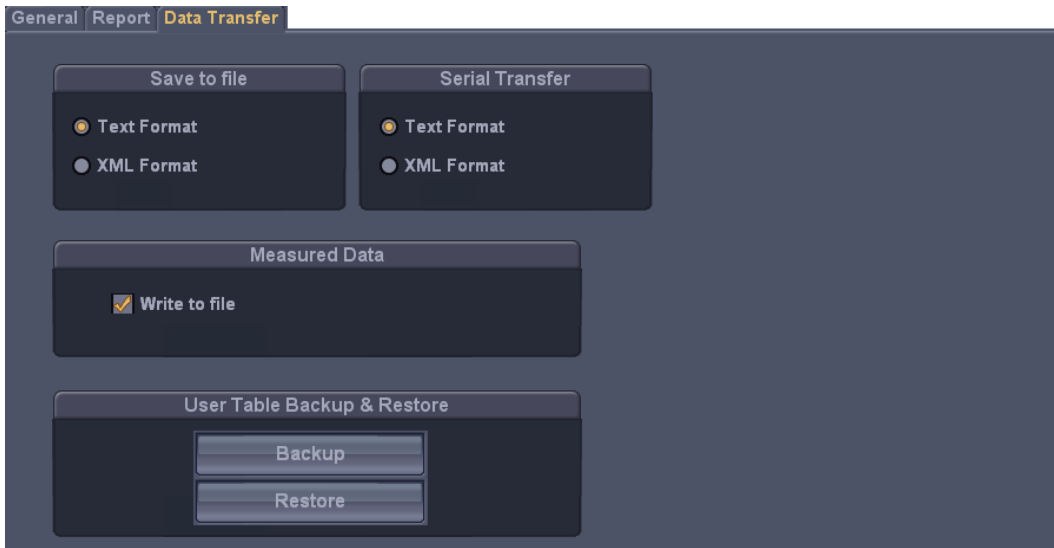 General Report Data Transfer
Save to file
Text Format
XML Format
Serial Transfer
Text Format
XML Format
Measured Data
Write to file
User Table Backup & Restore
Backup
Restore